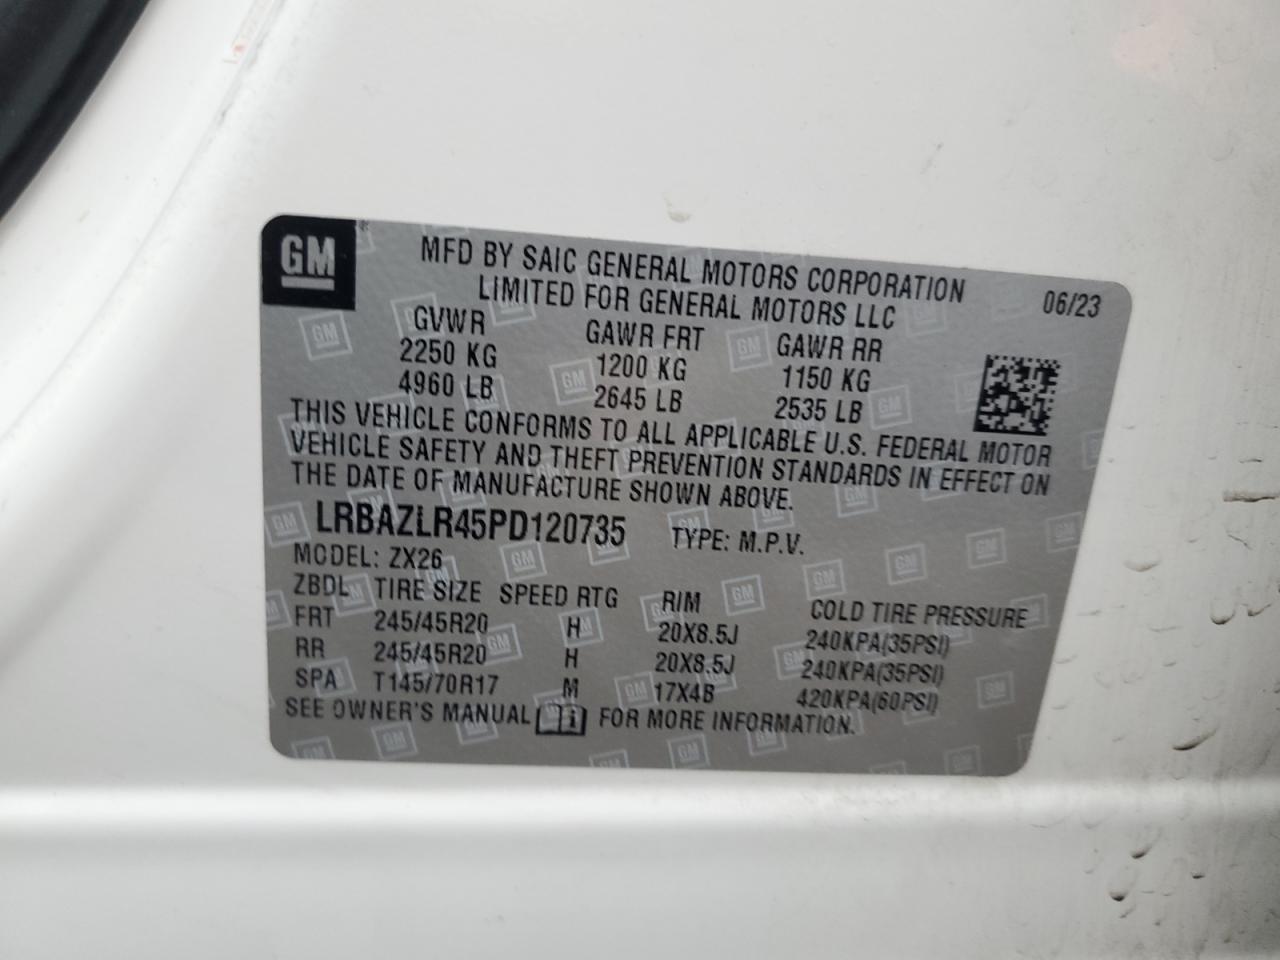 GM
MFD BY SAIC GENERAL MOTORS CORPORATION
LIMITED FOR GENERAL MOTORS LLC
06/23
GVWR GAWR FRT GAWR RR
2250 KG 1200 KG 1150 KG
4960 LB 2645 LB 2535 LB
THIS VEHICLE CONFORMS TO ALL APPLICABLE U.S. FEDERAL MOTOR
VEHICLE SAFETY AND THEFT PREVENTION STANDARDS IN EFFECT ON
THE DATE OF MANUFACTURE SHOWN ABOVE.
LRBAZLR45PD120735 TYPE: M.P.V.
MODEL: ZX26
ZBDL TIRE SIZE SPEED RTG RIM COLD TIRE PRESSURE
FRT 245/45R20 H 20X8.5J 240KPA(35PSI)
RR 245/45R20 H 20X8.5J 240KPA(35PSI)
SPA T145/70R17 M 17X4B 420KPA(60PSI)
SEE OWNER'S MANUAL FOR MORE INFORMATION.